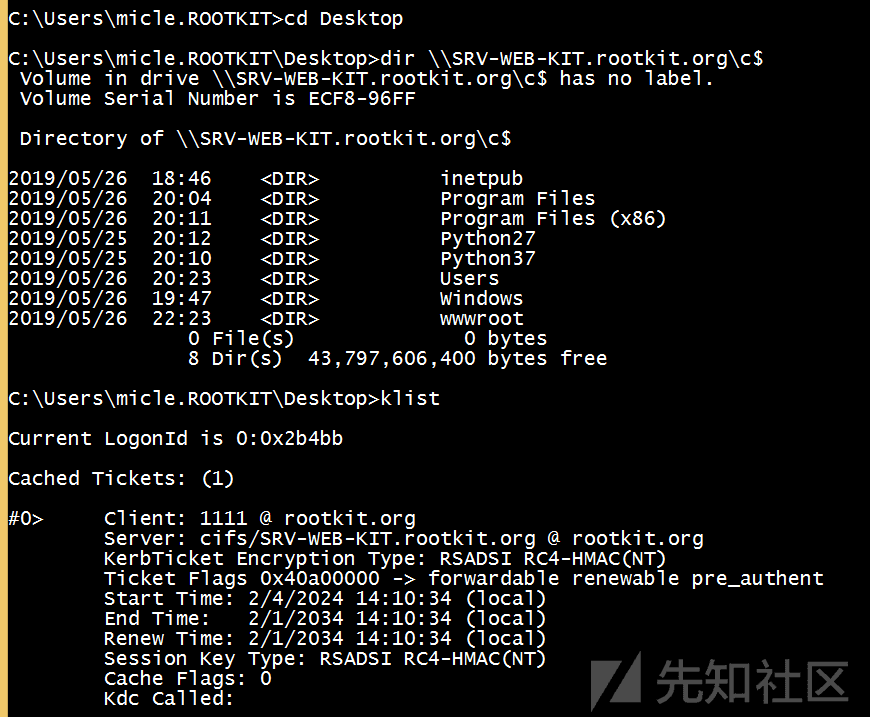 C:\Users\micle.ROOTKIT>cd Desktop
C:\Users\micle.ROOTKIT\Desktop>dir \\SRV-WEB-KIT.rootkit.org\c$
Volume in drive \\SRV-WEB-KIT.rootkit.org\c$ has no label.
Volume Serial Number is ECF8-96FF
Directory of \\SRV-WEB-KIT.rootkit.org\c$
2019/05/26  18:46    <DIR>          inetpub
2019/05/26  20:04    <DIR>          Program Files
2019/05/26  20:11    <DIR>          Program Files (x86)
2019/05/25  20:12    <DIR>          Python27
2019/05/25  20:10    <DIR>          Python37
2019/05/26  20:23    <DIR>          Users
2019/05/26  19:47    <DIR>          Windows
2019/05/26  22:23    <DIR>          wwwroot
0 File(s)              0 bytes
8 Dir(s)  43,797,606,400 bytes free
C:\Users\micle.ROOTKIT\Desktop>klist
Current LogonId is 0:0x2b4bb
Cached Tickets: (1)
#0>     Client: 1111 @ rootkit.org
Server: cifs/SRV-WEB-KIT.rootkit.org @ rootkit.org
KerbTicket Encryption Type: RSADSI RC4-HMAC(NT)
Ticket Flags 0x40a00000 -> forwardable renewable pre_authent
Start Time: 2/4/2024 14:10:34 (local)
End Time:   2/1/2034 14:10:34 (local)
Renew Time: 2/1/2034 14:10:34 (local)
Session Key Type: RSADSI RC4-HMAC(NT)
Cache Flags: 0
Kdc Called:
先知社区